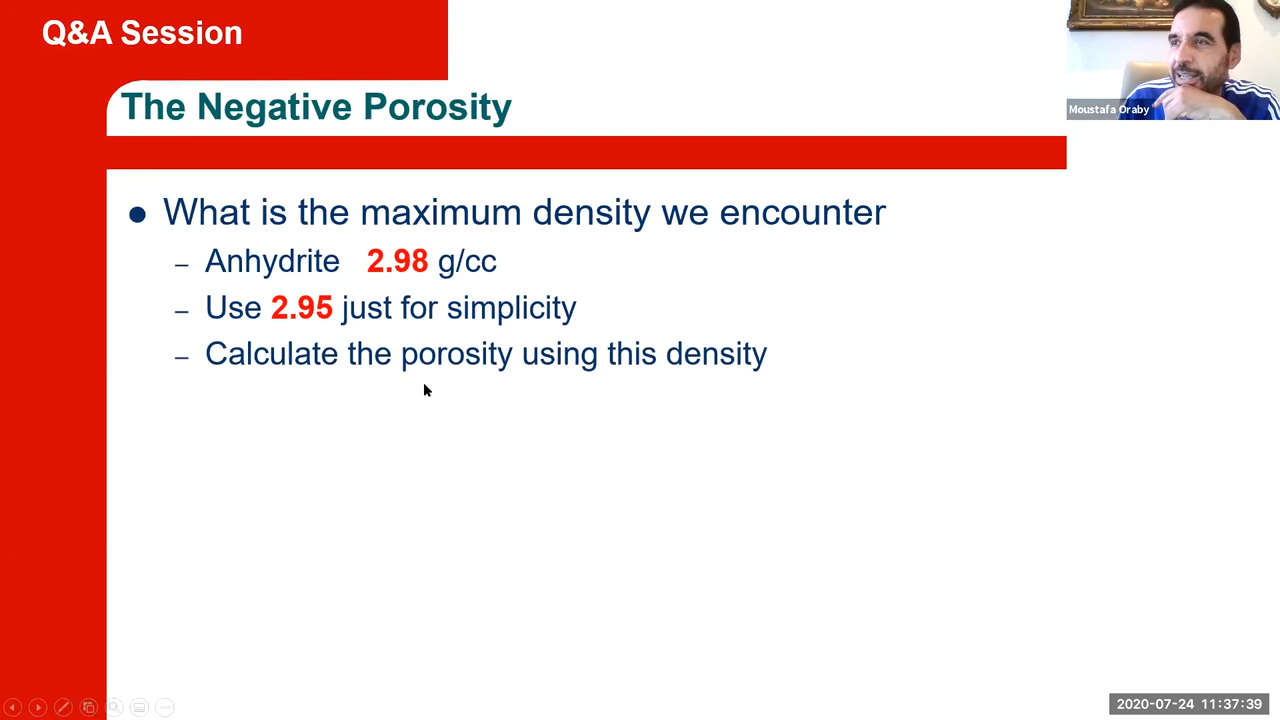 Q&A Session
The Negative Porosity
Moustafa Oraby
● What is the maximum density we encounter
– Anhydrite 2.98 g/cc
– Use 2.95 just for simplicity
– Calculate the porosity using this density
2020-07-24 11:37:39